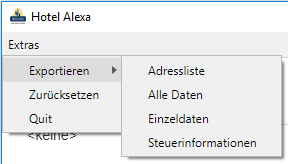 Hotel Alexa
Extras
Exportieren
Adressliste
Zurücksetzen
Alle Daten
Quit
Einzeldaten
<keine>
Steuerinformationen